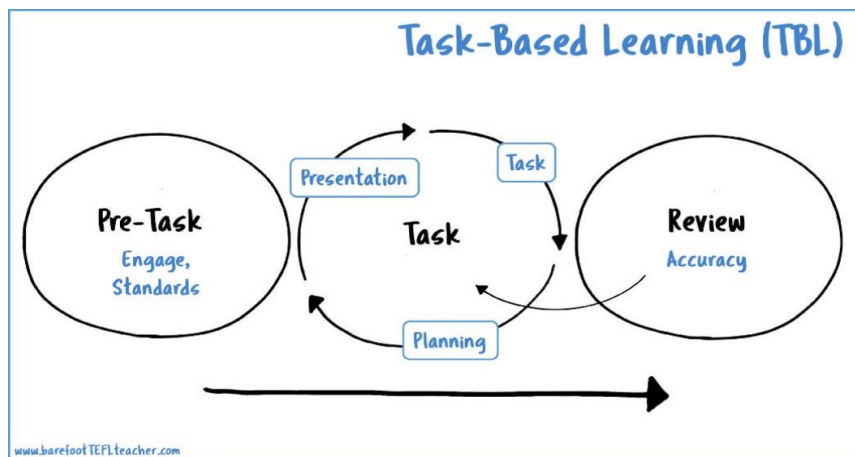 Task-Based Learning (TBL)
Pre-Task
Engage,
Standards
Presentation
Task
Task
Planning
Review
Accuracy
www.barefootTEFLteacher.com